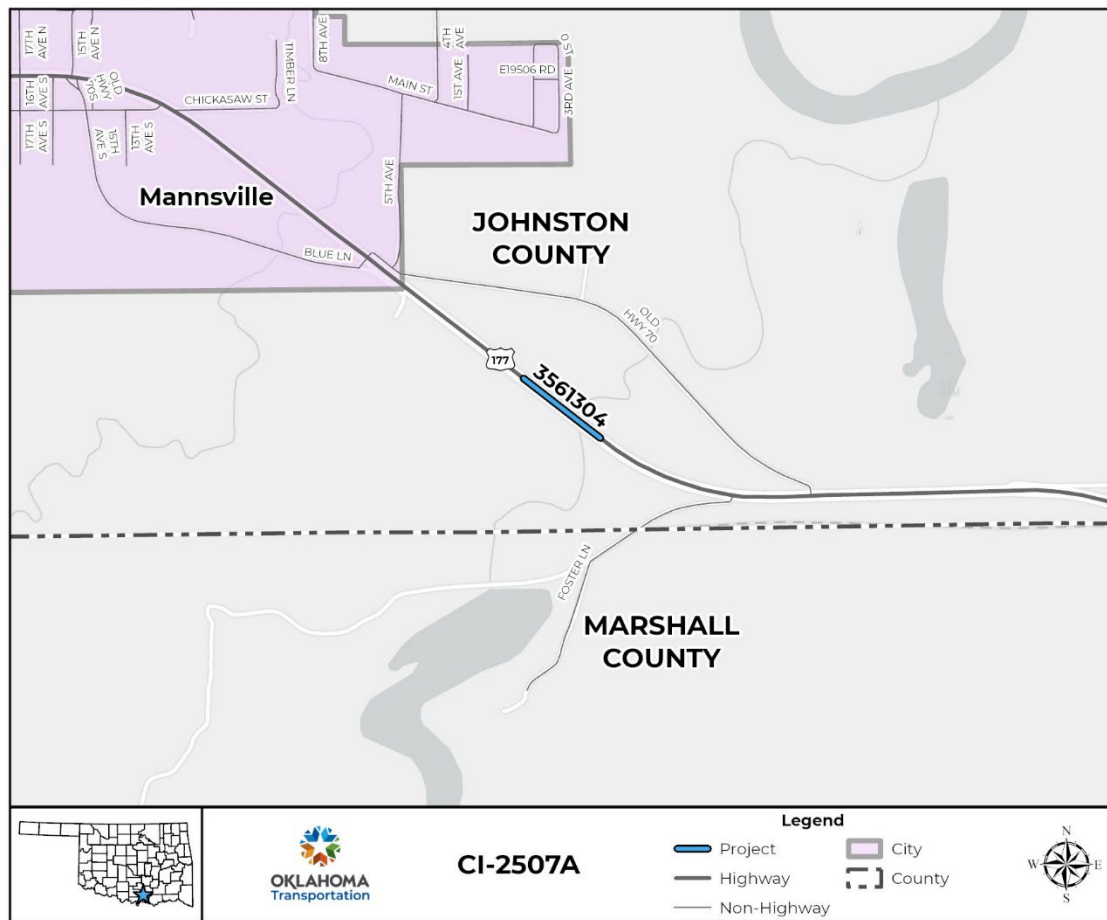 17TH
AVE N
15TH
AVE N
16TH
AVE S
OLD
HWY
70S
17TH
AVE S
15TH
AVE S
13TH
AVE S
CHICKASAW ST
TIMBER LN
8TH AVE
MAIN ST
4TH
AVE
1ST AVE
E19506 RD
O ST
3RD AVE
5TH AVE
Mannsville
BLUE LN
JOHNSTON
COUNTY
OLD
HWY 70
177
3561304
FOSTER LN
MARSHALL
COUNTY
OKLAHOMA
Transportation
CI-2507A
Legend
Project
Highway
Non-Highway
City
County
N
W
E
S